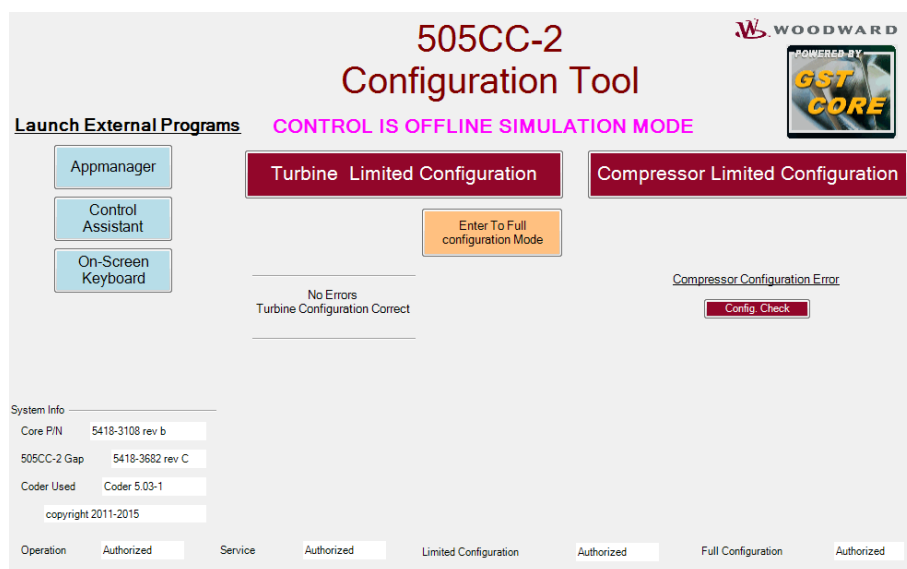 505CC-2
Configuration Tool
WOODWARD
POWERED BY
GST
CORE
Launch External Programs
CONTROL IS OFFLINE SIMULATION MODE
Appmanager
Turbine Limited Configuration
Compressor Limited Configuration
Control
Assistant
Enter To Full
configuration Mode
On-Screen
Keyboard
No Errors
Turbine Configuration Correct
Compressor Configuration Error
Config. Check
System Info
Core P/N 5418-3108 rev b
505CC-2 Gap 5418-3682 rev C
Coder Used Coder 5.03-1
copyright 2011-2015
Operation Authorized Service Authorized Limited Configuration Authorized Full Configuration Authorized